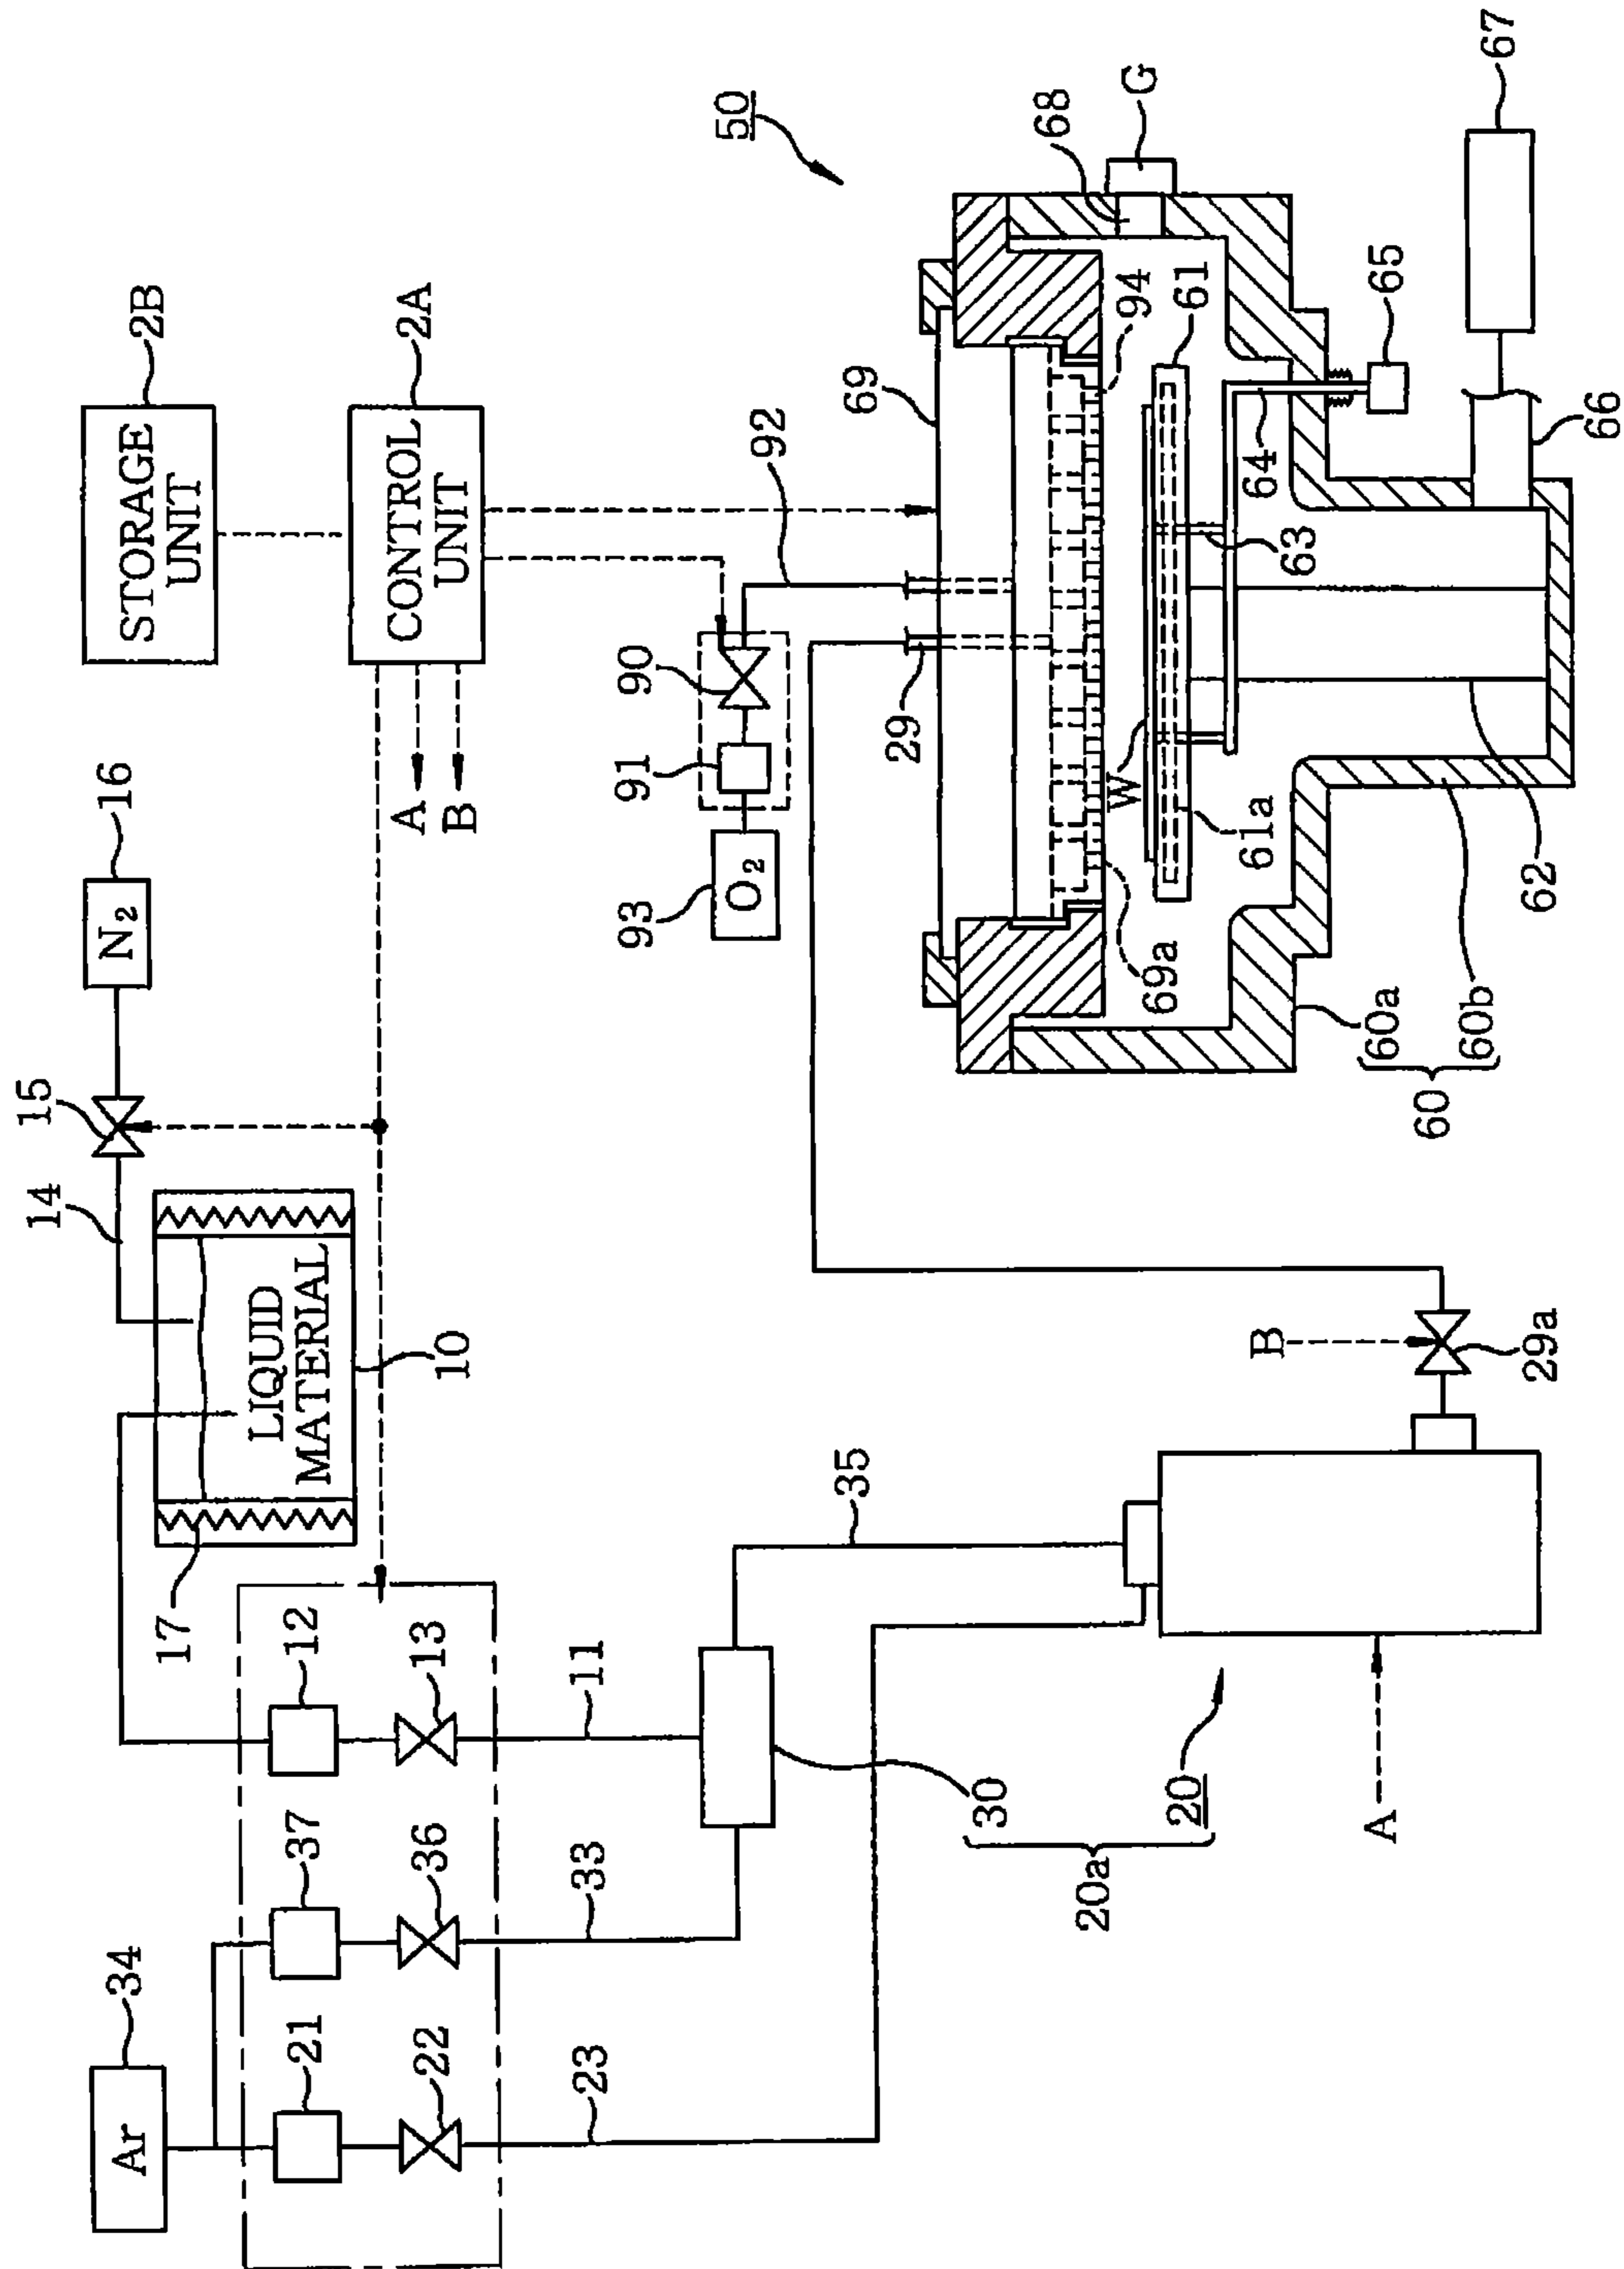 34
Ar
21
37
12
22
36
13
23
33
11
17
LIQUID
MATERIAL
10
14
15
16
N₂
A
B
STORAGE
UNIT
2B
CONTROL
UNIT
2A
93
O₂
91
90
92
29
69
50
30
20
20a
35
A
B
29a
W
69a
61a
94
61
68
G
60a
60b
60
62
63
64
65
66
67